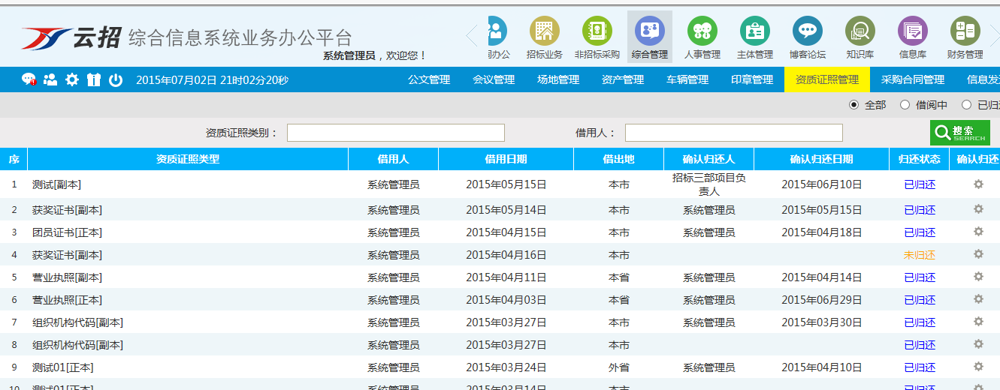 云招 综合信息系统业务办公平台
系统管理员，欢迎您！
招标业务 非招标采购 综合管理 人事管理 主体管理 博客论坛 知识库 信息库 财务管理
2015年07月02日 21时02分20秒 公文管理 会议管理 场地管理 资产管理 车辆管理 印章管理 资质证照管理 采购合同管理 信息发
全部 借阅中 已归
资质证照类别： 借用人： 搜索 SEARCH
序 资质证照类型 借用人 借用日期 借出地 确认归还人 确认归还日期 归还状态 确认归还
1 测试[副本] 系统管理员 2015年05月15日 本市 招标三部项目负责人 2015年06月10日 已归还
2 获奖证书[副本] 系统管理员 2015年05月14日 本市 系统管理员 2015年05月15日 已归还
3 团员证书[正本] 系统管理员 2015年04月15日 本市 系统管理员 2015年04月18日 已归还
4 获奖证书[副本] 系统管理员 2015年04月16日 本市 未归还
5 营业执照[副本] 系统管理员 2015年04月11日 本省 系统管理员 2015年04月14日 已归还
6 营业执照[正本] 系统管理员 2015年04月03日 本省 系统管理员 2015年06月29日 已归还
7 组织机构代码[副本] 系统管理员 2015年03月27日 本市 系统管理员 2015年03月30日 已归还
8 组织机构代码[副本] 系统管理员 2015年03月27日 本市 已归还
9 测试01[正本] 系统管理员 2015年03月24日 外省 系统管理员 2015年04月10日 已归还
10 测试01[正本] 系统管理员 2015年03月14日 本市 系统管理员 已归还